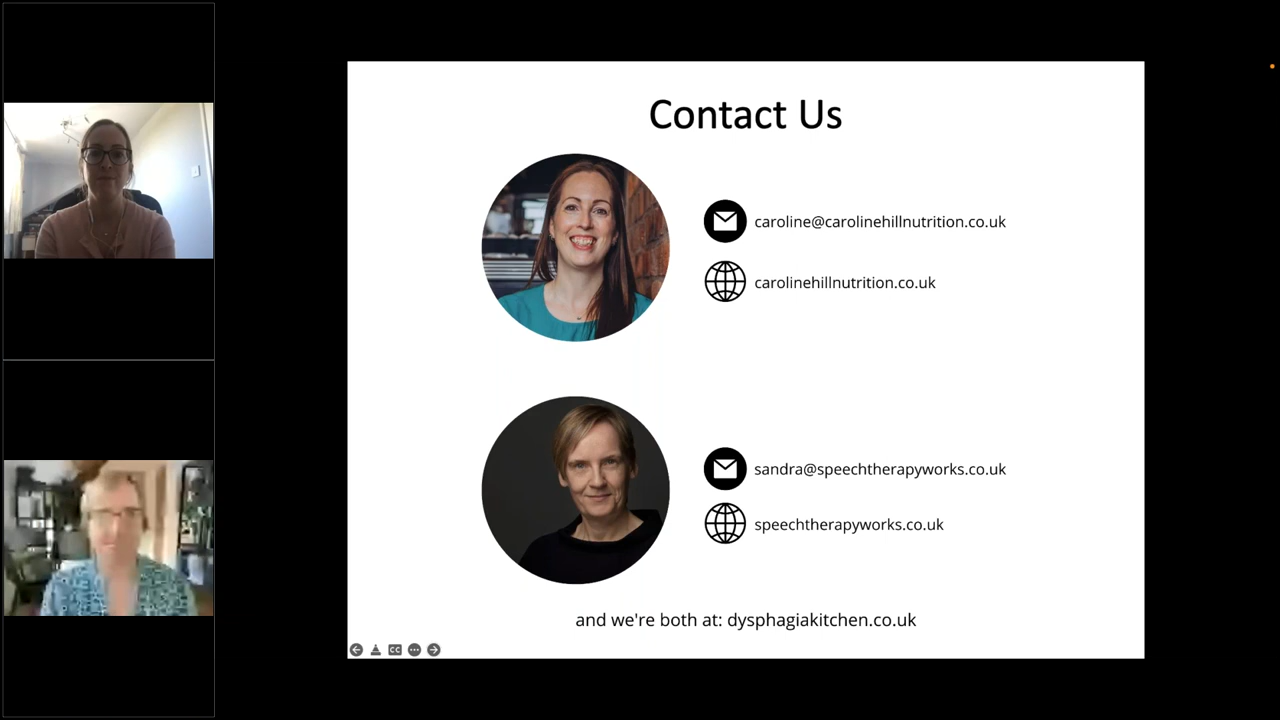 Contact Us
caroline@carolinehillnutrition.co.uk
carolinehillnutrition.co.uk
sandra@speechtherapyworks.co.uk
speechtherapyworks.co.uk
and we're both at: dysphagiakitchen.co.uk
CC